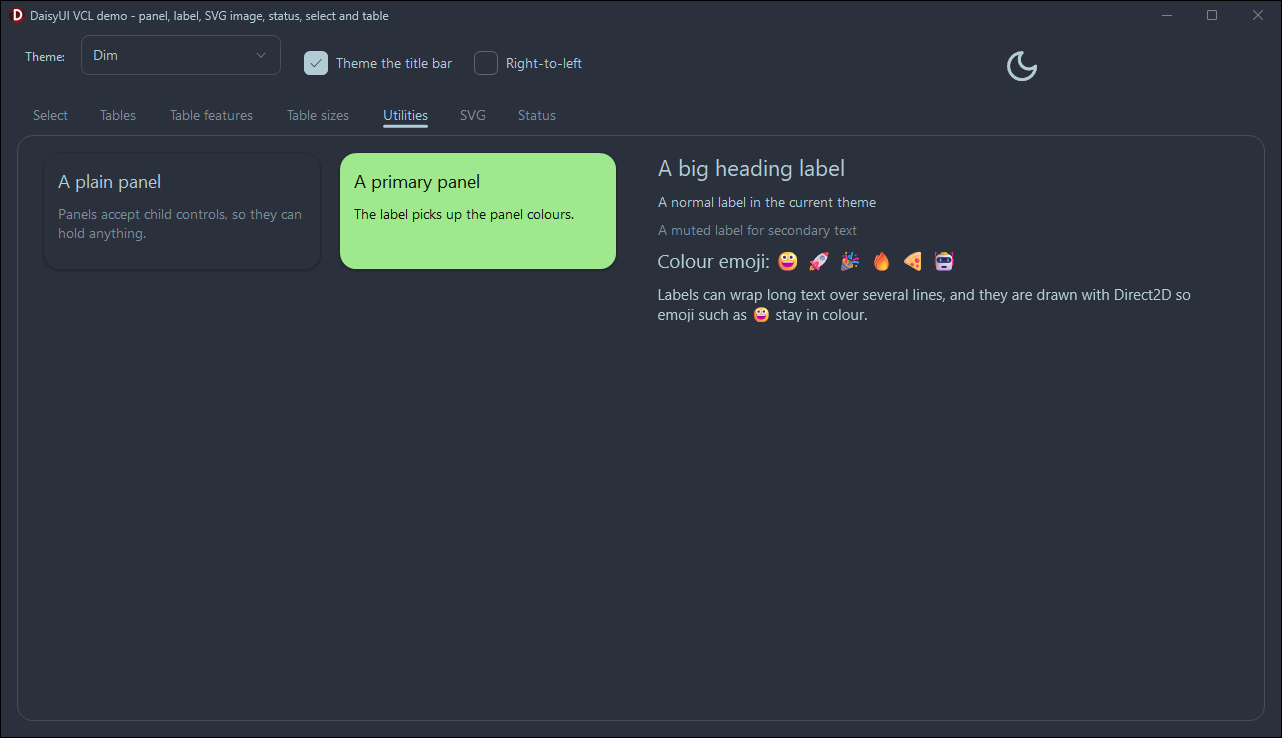 DaisyUI VCL demo - panel, label, SVG image, status, select and table
Theme:
Dim
Theme the title bar
Right-to-left
Select
Tables
Table features
Table sizes
Utilities
SVG
Status
A plain panel
Panels accept child controls, so they can
hold anything.
A primary panel
The label picks up the panel colours.
A big heading label
A normal label in the current theme
A muted label for secondary text
Colour emoji: 😀 🚀 🎉 🔥 🍕 🤖
Labels can wrap long text over several lines, and they are drawn with Direct2D so
emoji such as 😀 stay in colour.